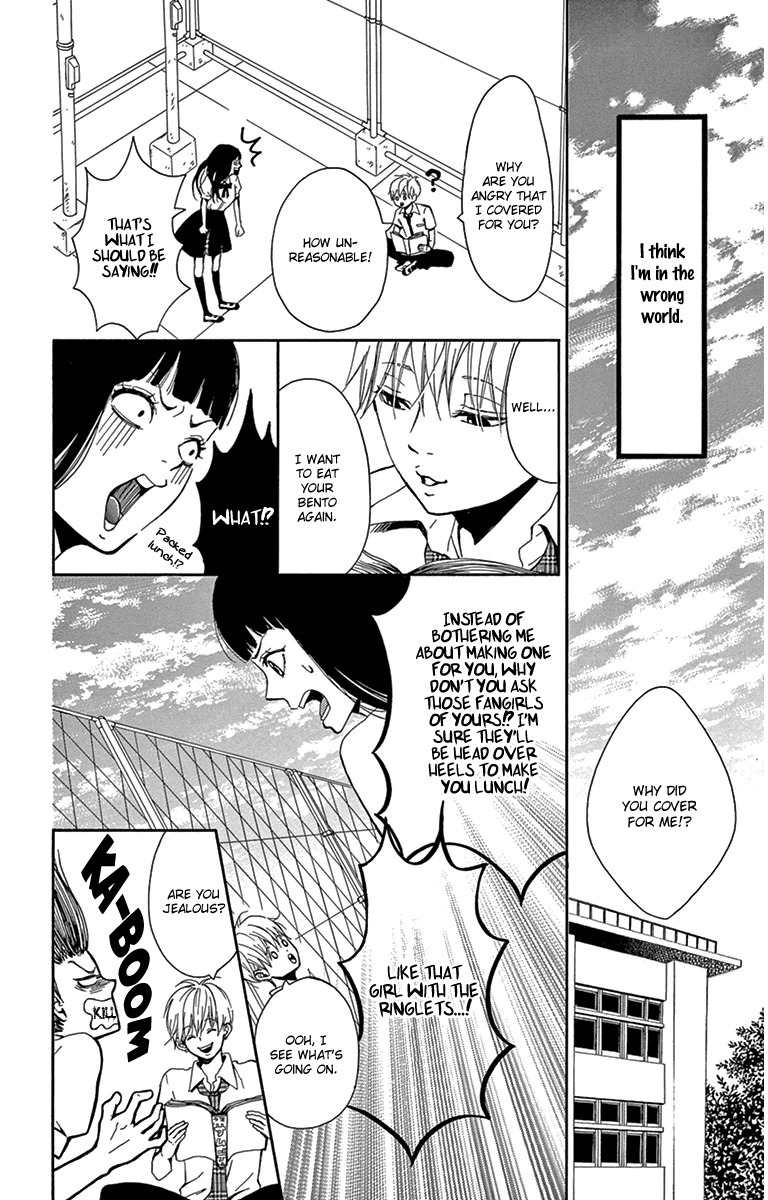 I think
I'm in the
wrong
world.
WHY DID
YOU COVER
FOR ME!?
WHY
ARE YOU
ANGRY THAT
I COVERED
FOR YOU?
?
HOW UN-
REASONABLE!
THAT'S
WHAT I
SHOULD BE
SAYING!!
WELL...
I WANT
TO EAT
YOUR
BENTO
AGAIN.
WHAT!?
Packed
lunch!?
INSTEAD OF
BOTHERING ME
ABOUT MAKING ONE
FOR YOU, WHY
DON'T YOU ASK
THOSE FANGIRLS
OF YOURS!? I'M
SURE THEY'LL
BE HEAD OVER
HEELS TO MAKE
YOU LUNCH!
LIKE THAT
GIRL WITH THE
RINGLETS...!
OOH, I
SEE WHAT'S
GOING ON.
ARE YOU
JEALOUS?
KA-BOOM
KILL